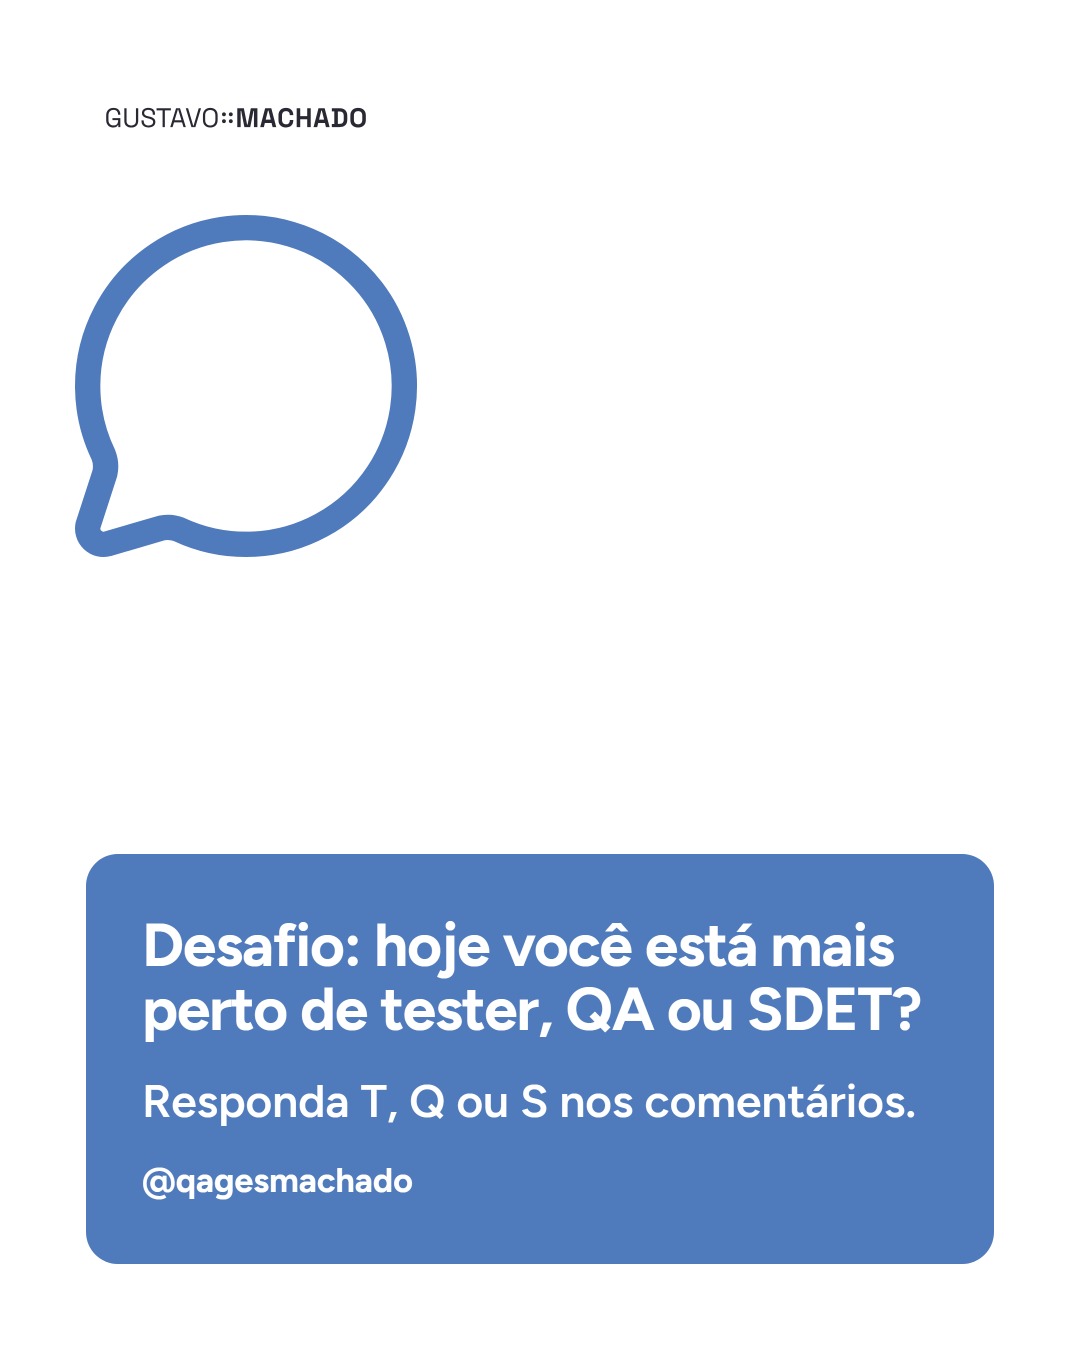 GUSTAVO::MACHADO
Desafio: hoje você está mais
perto de tester, QA ou SDET?
Responda T, Q ou S nos comentários.
@qagesmachado